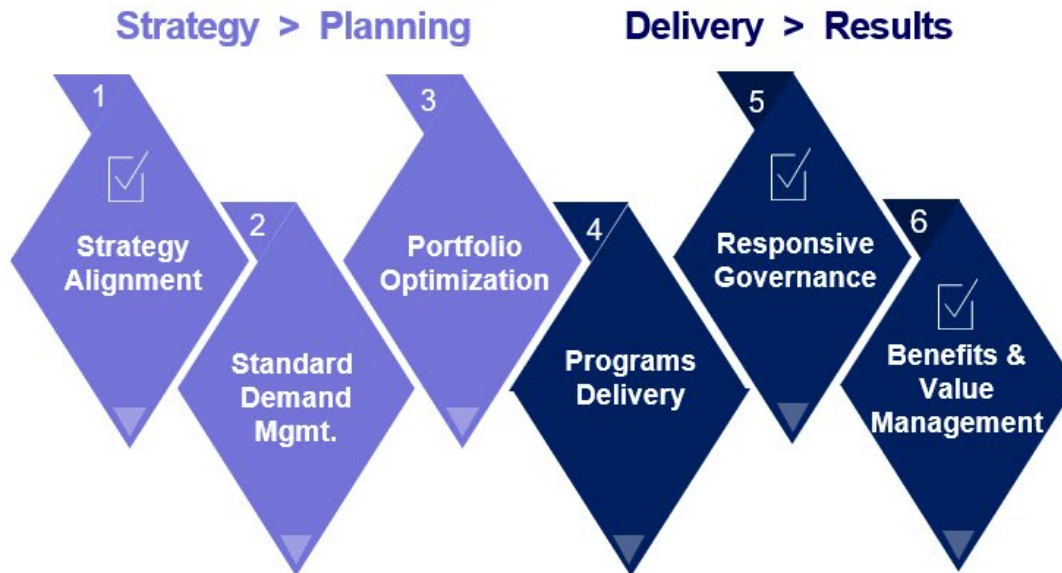 Strategy > Planning
Delivery > Results
1
Strategy
Alignment
2
Standard
Demand
Mgmt.
3
Portfolio
Optimization
4
Programs
Delivery
5
Responsive
Governance
6
Benefits &
Value
Management